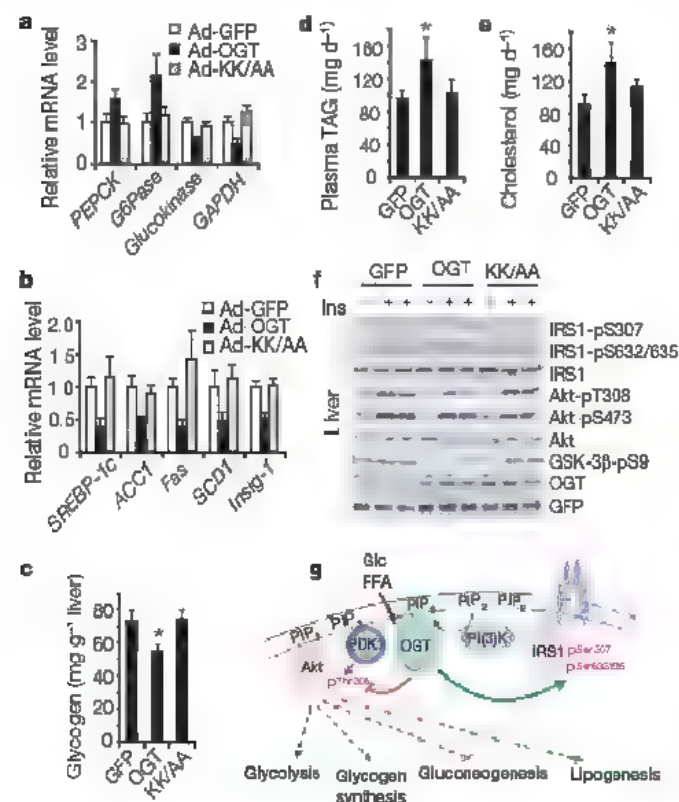 a
Ad-GFP
Ad-OGT
Ad-KK/AA
Relative mRNA level
3
2
1
0
PEPCK
G6Pase
Glucokinase
GAPDH
b
Ad-GFP
Ad-OGT
Ad-KK/AA
Relative mRNA level
2.0
1.5
1.0
0.5
0
SREBP-1c
ACC1
Fas
SCD1
Insig-1
c
Glycogen (mg g⁻¹ liver)
80
60
40
20
0
*
GFP
OGT
KK/AA
d
Plasma TAG (mg d⁻¹)
160
120
80
40
0
*
GFP
OGT
KK/AA
e
Cholesterol (mg d⁻¹)
160
120
80
40
0
*
GFP
OGT
KK/AA
f
GFP OGT KK/AA
Ins - + + - + + - + +
Liver
IRS1-pS307
IRS1-pS632/635
IRS1
Akt-pT308
Akt-pS473
Akt
GSK-3β-pS9
OGT
GFP
g
Glc
FFA
PIP₂ PIP₂
PDK1
OGT
PI(3)K
Akt
pThr308
IRS1 pSer307
pSer632/635
Glycolysis
Glycogen
synthesis
Gluconeogenesis
Lipogenesis